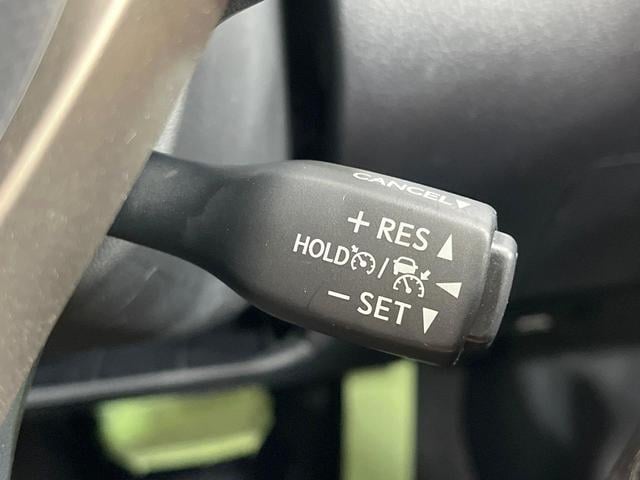 CANCEL▼
+ RES ▲
HOLD / ◀
− SET ▼